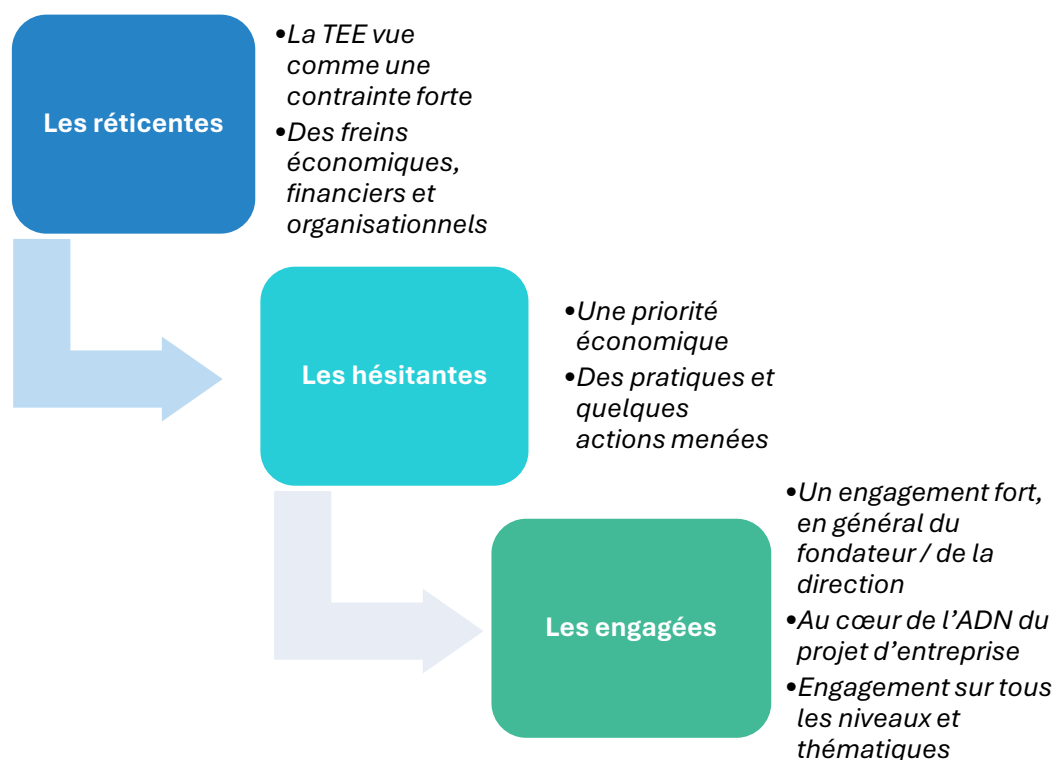 Les réticentes
•La TEE vue
comme une
contrainte forte
•Des freins
économiques,
financiers et
organisationnels
Les hésitantes
•Une priorité
économique
•Des pratiques et
quelques
actions menées
Les engagées
•Un engagement fort,
en général du
fondateur / de la
direction
•Au cœur de l’ADN du
projet d’entreprise
•Engagement sur tous
les niveaux et
thématiques